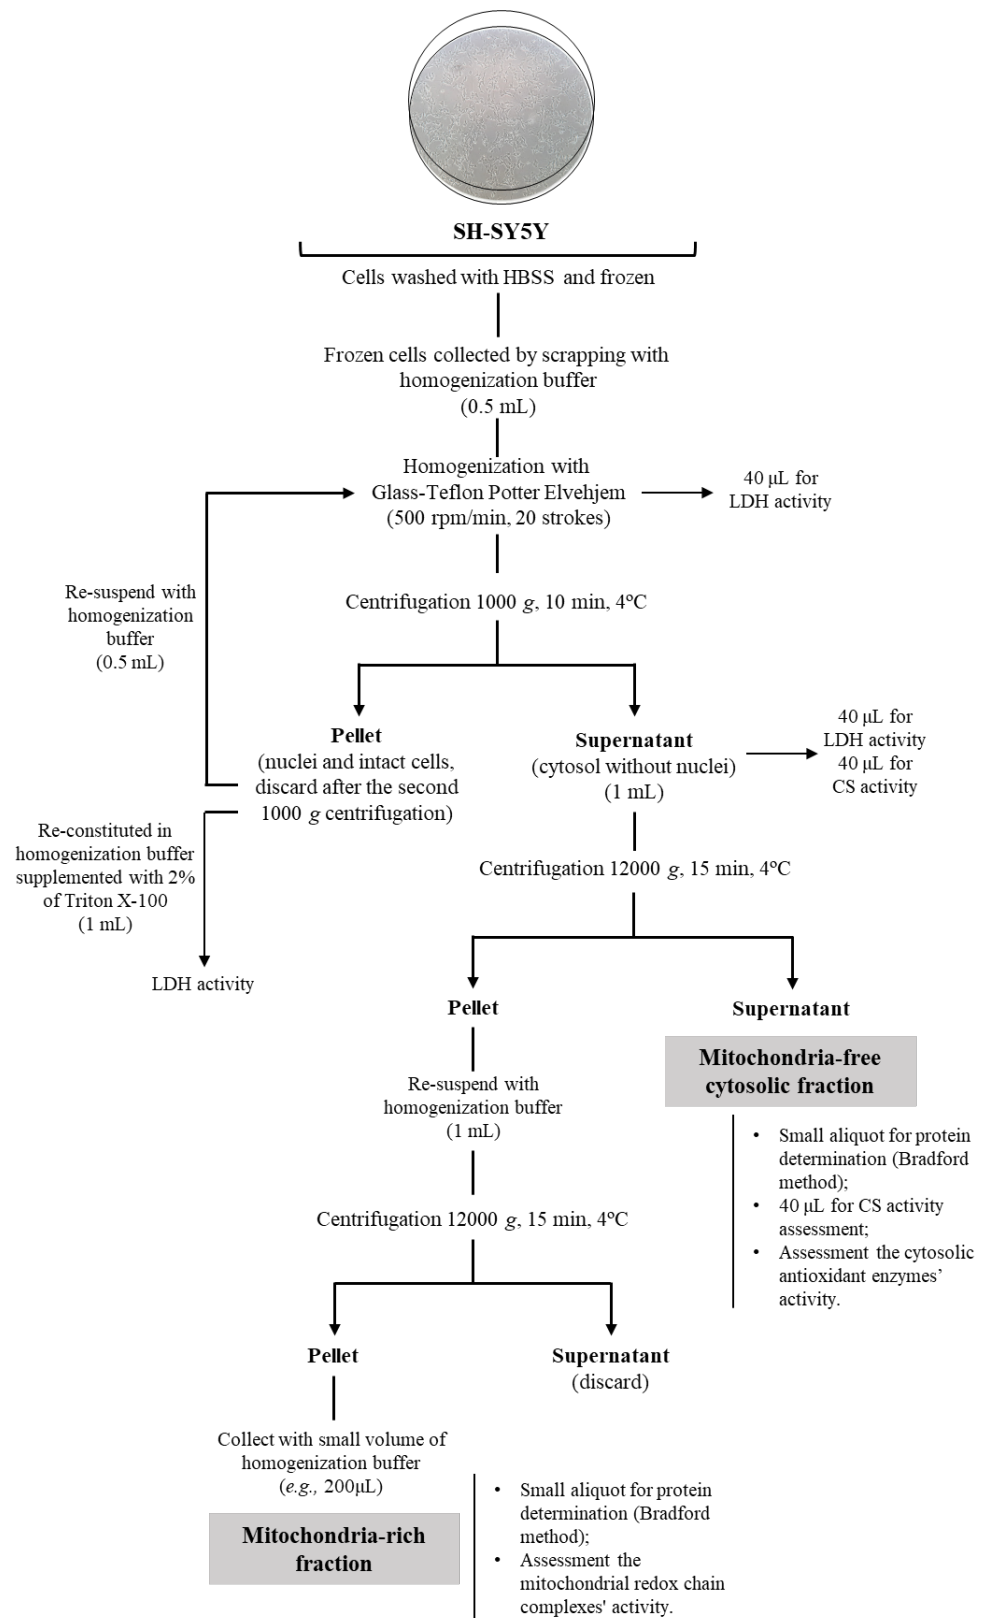 SH-SY5Y
Cells washed with HBSS and frozen
Frozen cells collected by scrapping with
homogenization buffer
(0.5 mL)
Homogenization with
Glass-Teflon Potter Elvehjem
(500 rpm/min, 20 strokes)
40 µL for
LDH activity
Re-suspend with
homogenization
buffer
(0.5 mL)
Centrifugation 1000 g, 10 min, 4ºC
Pellet
(nuclei and intact cells,
discard after the second
1000 g centrifugation)
Supernatant
(cytosol without nuclei)
(1 mL)
40 µL for
LDH activity
40 µL for
CS activity
Re-constituted in
homogenization buffer
supplemented with 2%
of Triton X-100
(1 mL)
LDH activity
Centrifugation 12000 g, 15 min, 4ºC
Pellet
Supernatant
Mitochondria-free
cytosolic fraction
Re-suspend with
homogenization buffer
(1 mL)
• Small aliquot for protein
determination (Bradford
method);
• 40 µL for CS activity
assessment;
• Assessment the cytosolic
antioxidant enzymes’
activity.
Centrifugation 12000 g, 15 min, 4ºC
Pellet
Supernatant
(discard)
Collect with small volume of
homogenization buffer
(e.g., 200µL)
Mitochondria-rich
fraction
• Small aliquot for protein
determination (Bradford
method);
• Assessment the
mitochondrial redox chain
complexes' activity.